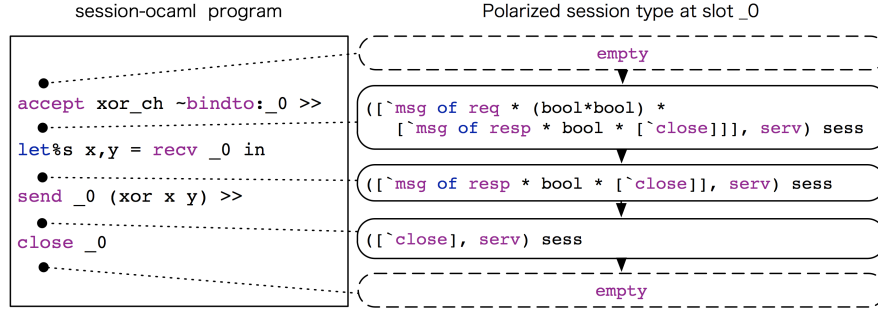 session-ocaml program
Polarized session type at slot _0
empty
accept xor_ch ~bindto:_0 >>
([`msg of req * (bool*bool) *
[`msg of resp * bool * [`close]]], serv) sess
let%s x,y = recv _0 in
([`msg of resp * bool * [`close]], serv) sess
send _0 (xor x y) >>
([`close], serv) sess
close _0
empty